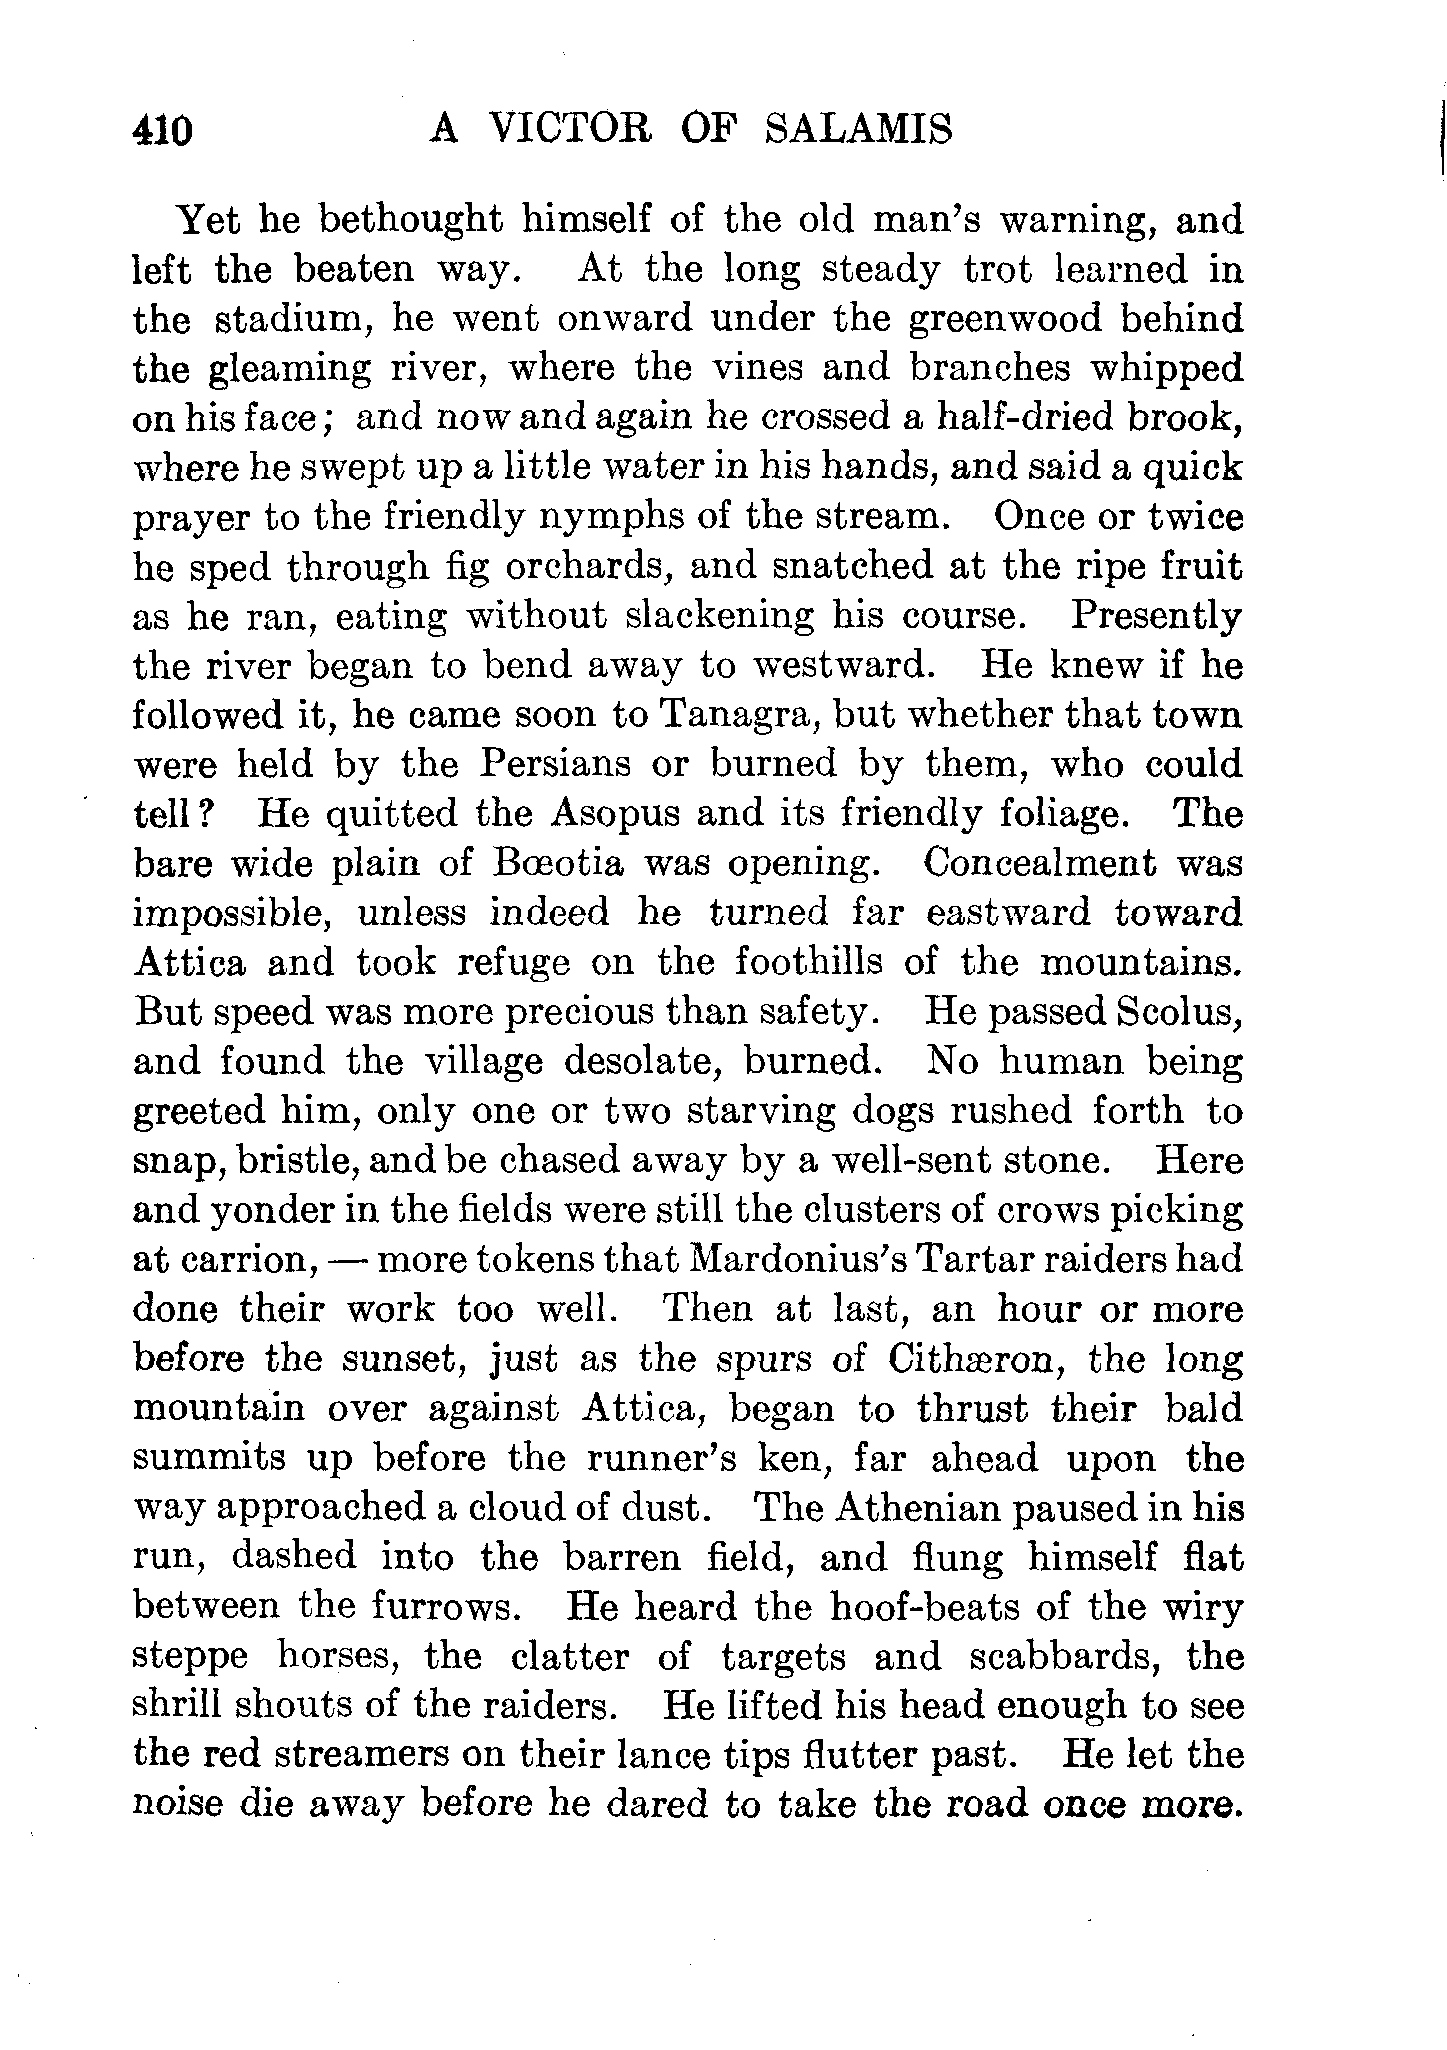 410 A VICTOR OF SALAMIS
Yet he bethought himself of the old man's warning, and
left the beaten way. At the long steady trot learned in
the stadium, he went onward under the greenwood behind
the gleaming river, where the vines and branches whipped
on his face; and now and again he crossed a half-dried brook,
where he swept up a little water in his hands, and said a quick
prayer to the friendly nymphs of the stream. Once or twice
he sped through fig orchards, and snatched at the ripe fruit
as he ran, eating without slackening his course. Presently
the river began to bend away to westward. He knew if he
followed it, he came soon to Tanagra, but whether that town
were held by the Persians or burned by them, who could
tell? He quitted the Asopus and its friendly foliage. The
bare wide plain of Bœotia was opening. Concealment was
impossible, unless indeed he turned far eastward toward
Attica and took refuge on the foothills of the mountains.
But speed was more precious than safety. He passed Scolus,
and found the village desolate, burned. No human being
greeted him, only one or two starving dogs rushed forth to
snap, bristle, and be chased away by a well-sent stone. Here
and yonder in the fields were still the clusters of crows picking
at carrion, — more tokens that Mardonius's Tartar raiders had
done their work too well. Then at last, an hour or more
before the sunset, just as the spurs of Cithæron, the long
mountain over against Attica, began to thrust their bald
summits up before the runner's ken, far ahead upon the
way approached a cloud of dust. The Athenian paused in his
run, dashed into the barren field, and flung himself flat
between the furrows. He heard the hoof-beats of the wiry
steppe horses, the clatter of targets and scabbards, the
shrill shouts of the raiders. He lifted his head enough to see
the red streamers on their lance tips flutter past. He let the
noise die away before he dared to take the road once more.